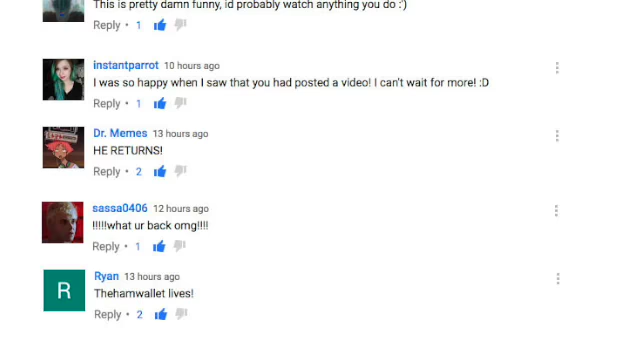 This is pretty damn funny, id probably watch anything you do :')
Reply • 1
instantparrot 10 hours ago
I was so happy when I saw that you had posted a video! I can't wait for more! :D
Reply • 1
Dr. Memes 13 hours ago
HE RETURNS!
Reply • 2
sassa0406 12 hours ago
!!!!!what ur back omg!!!!
Reply • 1
R
Ryan 13 hours ago
Thehamwallet lives!
Reply • 2